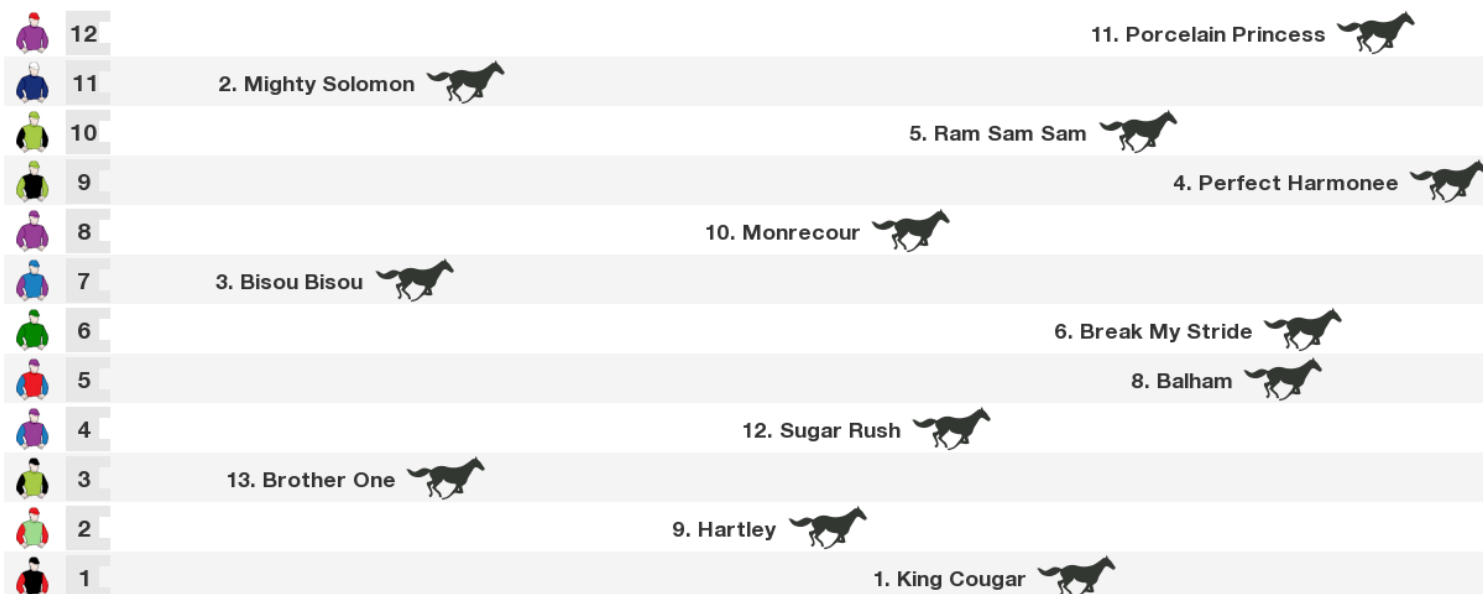 12 11. Porcelain Princess
11 2. Mighty Solomon
10 5. Ram Sam Sam
9 4. Perfect Harmonee
8 10. Monrecour
7 3. Bisou Bisou
6 6. Break My Stride
5 8. Balham
4 12. Sugar Rush
3 13. Brother One
2 9. Hartley
1 1. King Cougar